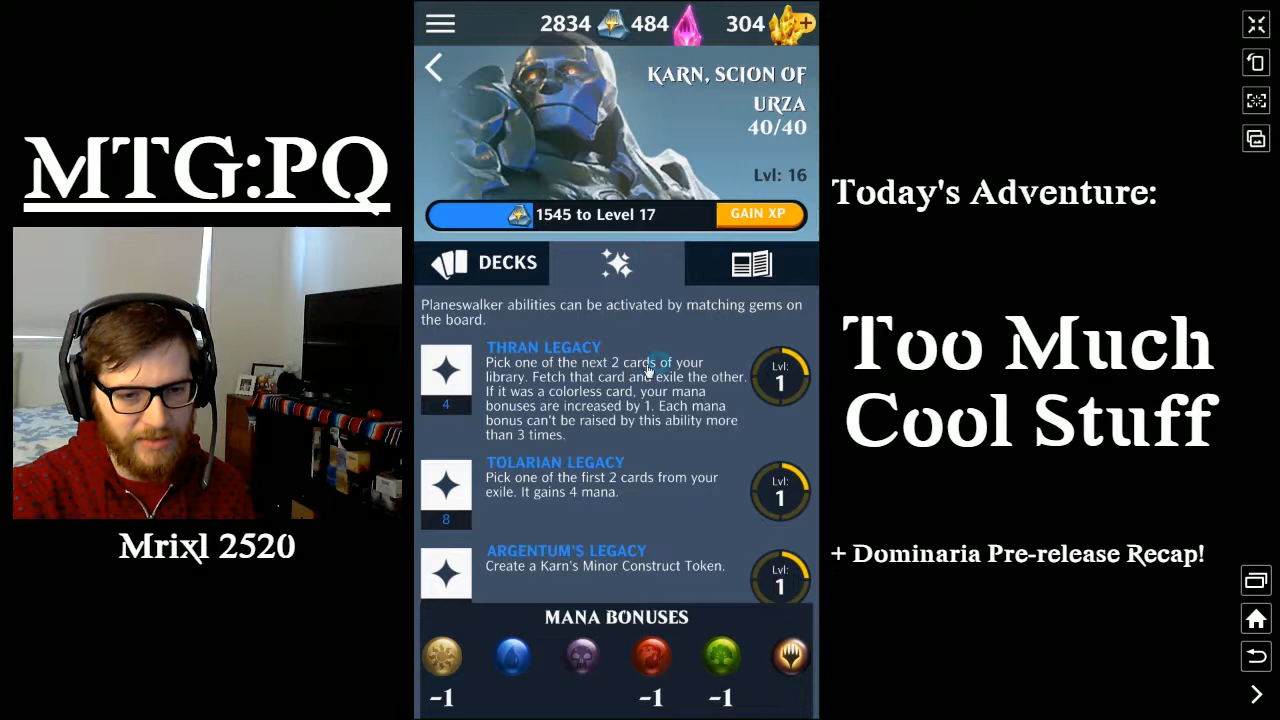 2834 484 304
KARN, SCION OF
URZA
40/40
Lvl: 16
1545 to Level 17
GAIN XP
DECKS
Planeswalker abilities can be activated by matching gems on
the board.
THRAN LEGACY
Pick one of the next 2 cards of your
library. Fetch that card and exile the other.
If it was a colorless card, your mana
bonuses are increased by 1. Each mana
bonus can't be raised by this ability more
than 3 times.
4
Lvl:
1
TOLARIAN LEGACY
Pick one of the first 2 cards from your
exile. It gains 4 mana.
8
Lvl:
1
ARGENTUM'S LEGACY
Create a Karn's Minor Construct Token.
Lvl:
1
MANA BONUSES
-1 -1 -1
MTG:PQ
Mrixl 2520
Today's Adventure:
Too Much
Cool Stuff
+ Dominaria Pre-release Recap!